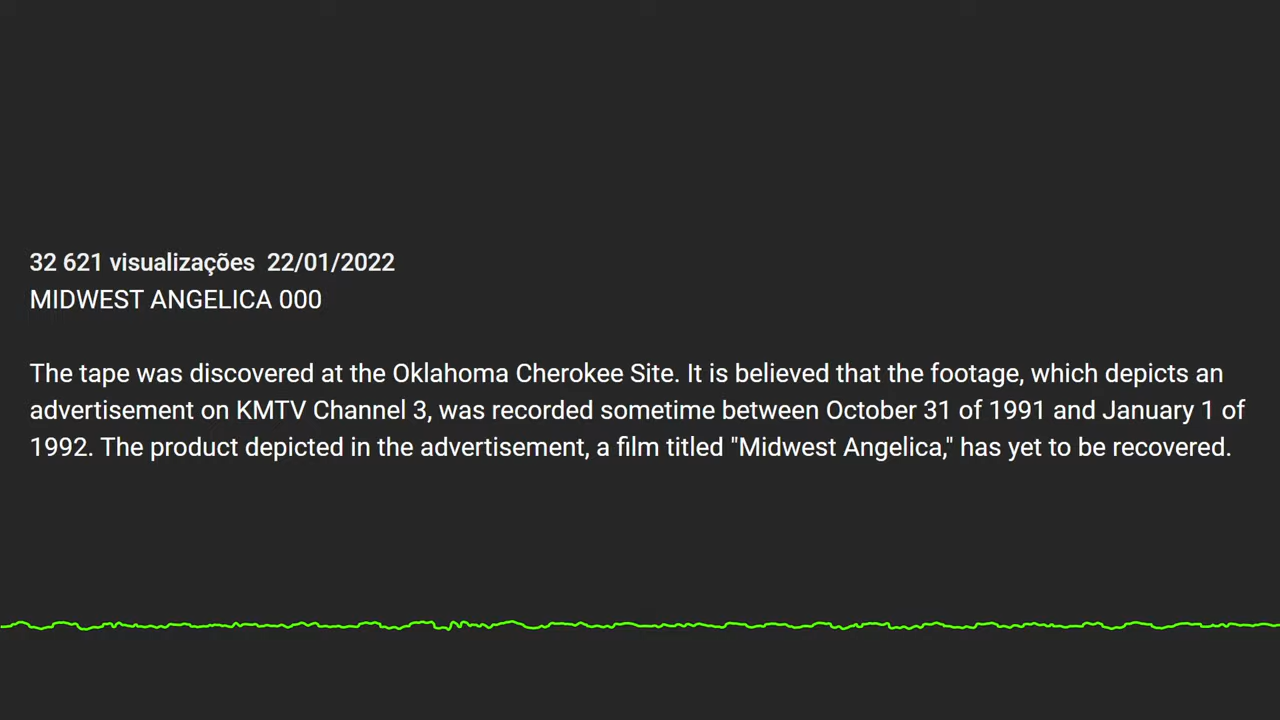 32 621 visualizações  22/01/2022
MIDWEST ANGELICA 000
The tape was discovered at the Oklahoma Cherokee Site. It is believed that the footage, which depicts an
advertisement on KMTV Channel 3, was recorded sometime between October 31 of 1991 and January 1 of
1992. The product depicted in the advertisement, a film titled "Midwest Angelica," has yet to be recovered.